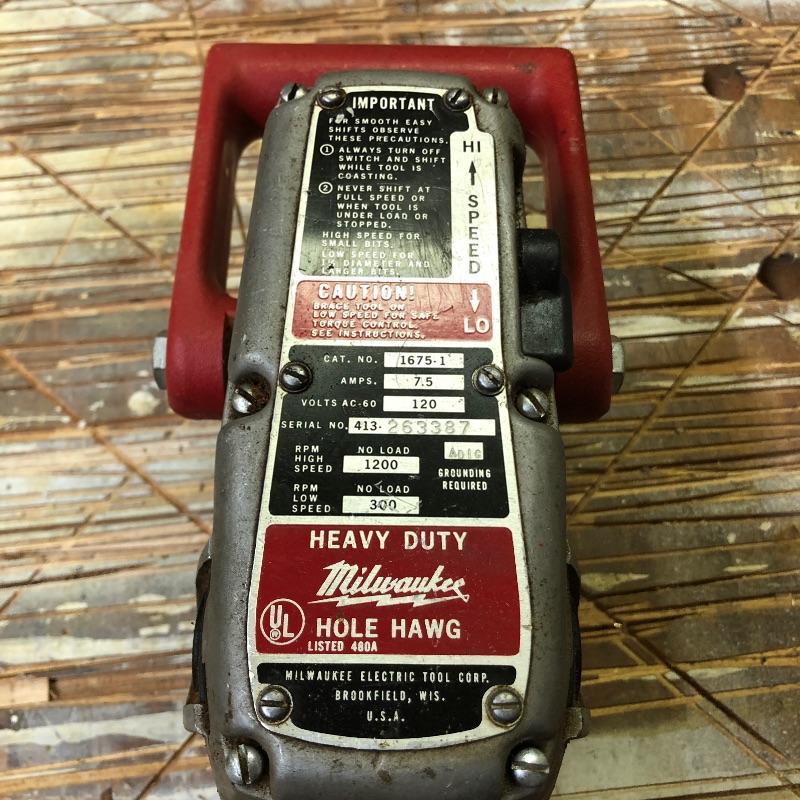 IMPORTANT
FOR SMOOTH EASY
SHIFTS OBSERVE
THESE PRECAUTIONS.
① ALWAYS TURN OFF
SWITCH AND SHIFT
WHILE TOOL IS
COASTING.
② NEVER SHIFT AT
FULL SPEED OR
WHEN TOOL IS
UNDER LOAD OR
STOPPED.
HIGH SPEED FOR
SMALL BITS.
LOW SPEED FOR
DIAMETER AND
LARGER BITS.
HI
SPEED
LO
CAUTION!
BRACE TOOL ON
LOW SPEED FOR SAFE
TORQUE CONTROL.
SEE INSTRUCTIONS.
CAT. NO. 1675-1
AMPS. 7.5
VOLTS AC-60 120
SERIAL NO. 413-263387
RPM HIGH SPEED NO LOAD 1200
A01G
GROUNDING
REQUIRED
RPM LOW SPEED NO LOAD 300
HEAVY DUTY
Milwaukee
UL ®
HOLE HAWG
LISTED 480A
MILWAUKEE ELECTRIC TOOL CORP.
BROOKFIELD, WIS.
U.S.A.